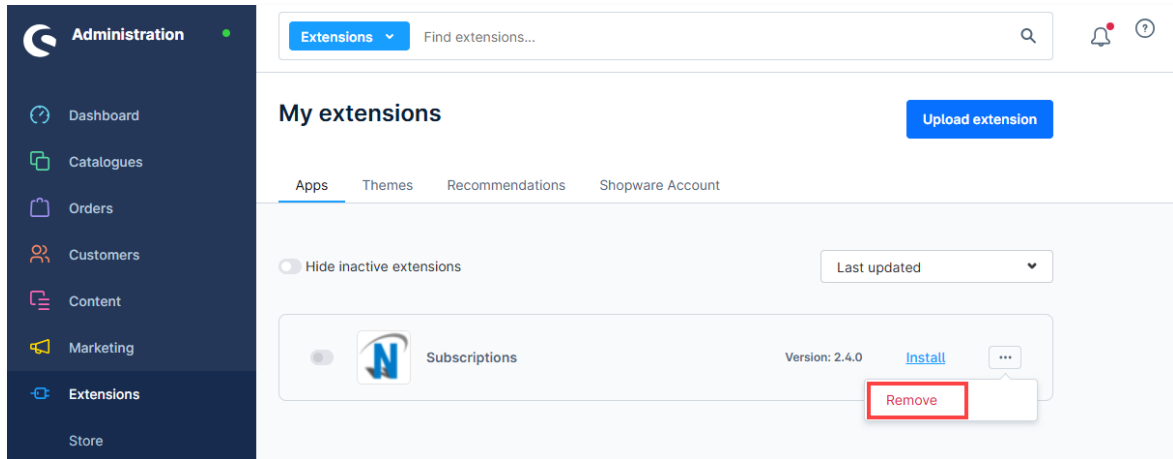 Administration
Extensions
Find extensions...
Dashboard
Catalogues
Orders
Customers
Content
Marketing
Extensions
Store
My extensions
Upload extension
Apps
Themes
Recommendations
Shopware Account
Hide inactive extensions
Last updated
N
Subscriptions
Version: 2.4.0
Install
...
Remove